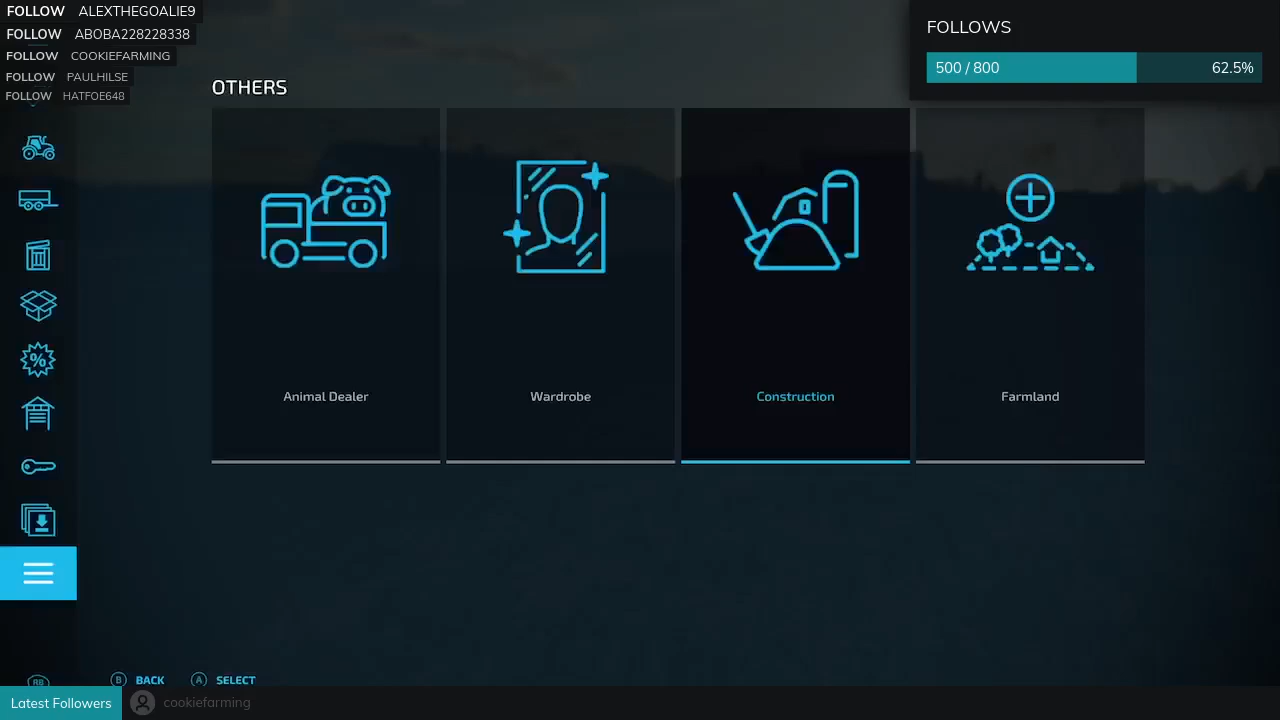 FOLLOW ALEXTHEGOALIE9
FOLLOW ABOBA228228338
FOLLOW COOKIEFARMING
FOLLOW PAULHILSE
FOLLOW HATFOE648
FOLLOWS
500 / 800 62.5%
OTHERS
%
Animal Dealer
Wardrobe
Construction
Farmland
RB
B BACK A SELECT
Latest Followers cookiefarming